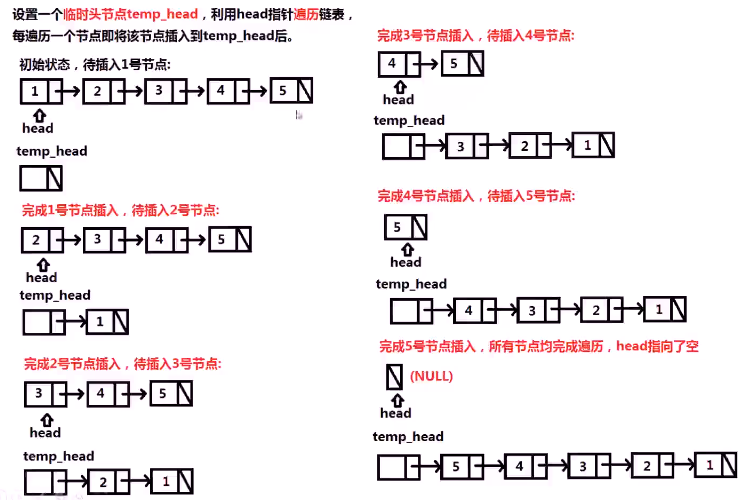 设置一个临时头节点temp_head，利用head指针遍历链表，
每遍历一个节点即将该节点插入到temp_head后。
初始状态，待插入1号节点:
1 2 3 4 5
head
temp_head
完成1号节点插入，待插入2号节点:
2 3 4 5
head
temp_head
1
完成2号节点插入，待插入3号节点:
3 4 5
head
temp_head
2 1
完成3号节点插入，待插入4号节点:
4 5
head
temp_head
3 2 1
完成4号节点插入，待插入5号节点:
5
head
temp_head
4 3 2 1
完成5号节点插入，所有节点均完成遍历，head指向了空
(NULL)
head
temp_head
5 4 3 2 1